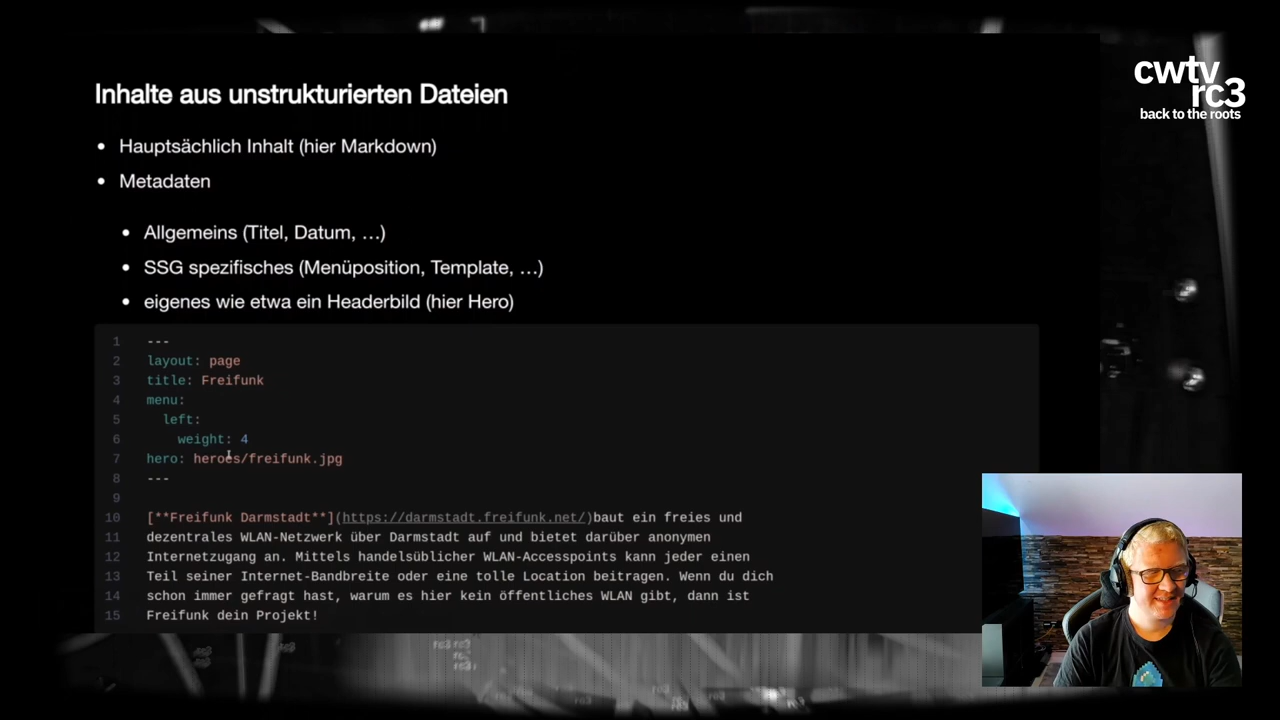 cwtv
rc3
back to the roots
Inhalte aus unstrukturierten Dateien
• Hauptsächlich Inhalt (hier Markdown)
• Metadaten
• Allgemeins (Titel, Datum, …)
• SSG spezifisches (Menüposition, Template, …)
• eigenes wie etwa ein Headerbild (hier Hero)
1 ---
2 layout: page
3 title: Freifunk
4 menu:
5 left:
6 weight: 4
7 hero: heroes/freifunk.jpg
8 ---
9
10 [**Freifunk Darmstadt**](https://darmstadt.freifunk.net/)baut ein freies und
11 dezentrales WLAN-Netzwerk über Darmstadt auf und bietet darüber anonymen
12 Internetzugang an. Mittels handelsüblicher WLAN-Accesspoints kann jeder einen
13 Teil seiner Internet-Bandbreite oder eine tolle Location beitragen. Wenn du dich
14 schon immer gefragt hast, warum es hier kein öffentliches WLAN gibt, dann ist
15 Freifunk dein Projekt!
rc3 rc3
rc3
rc3